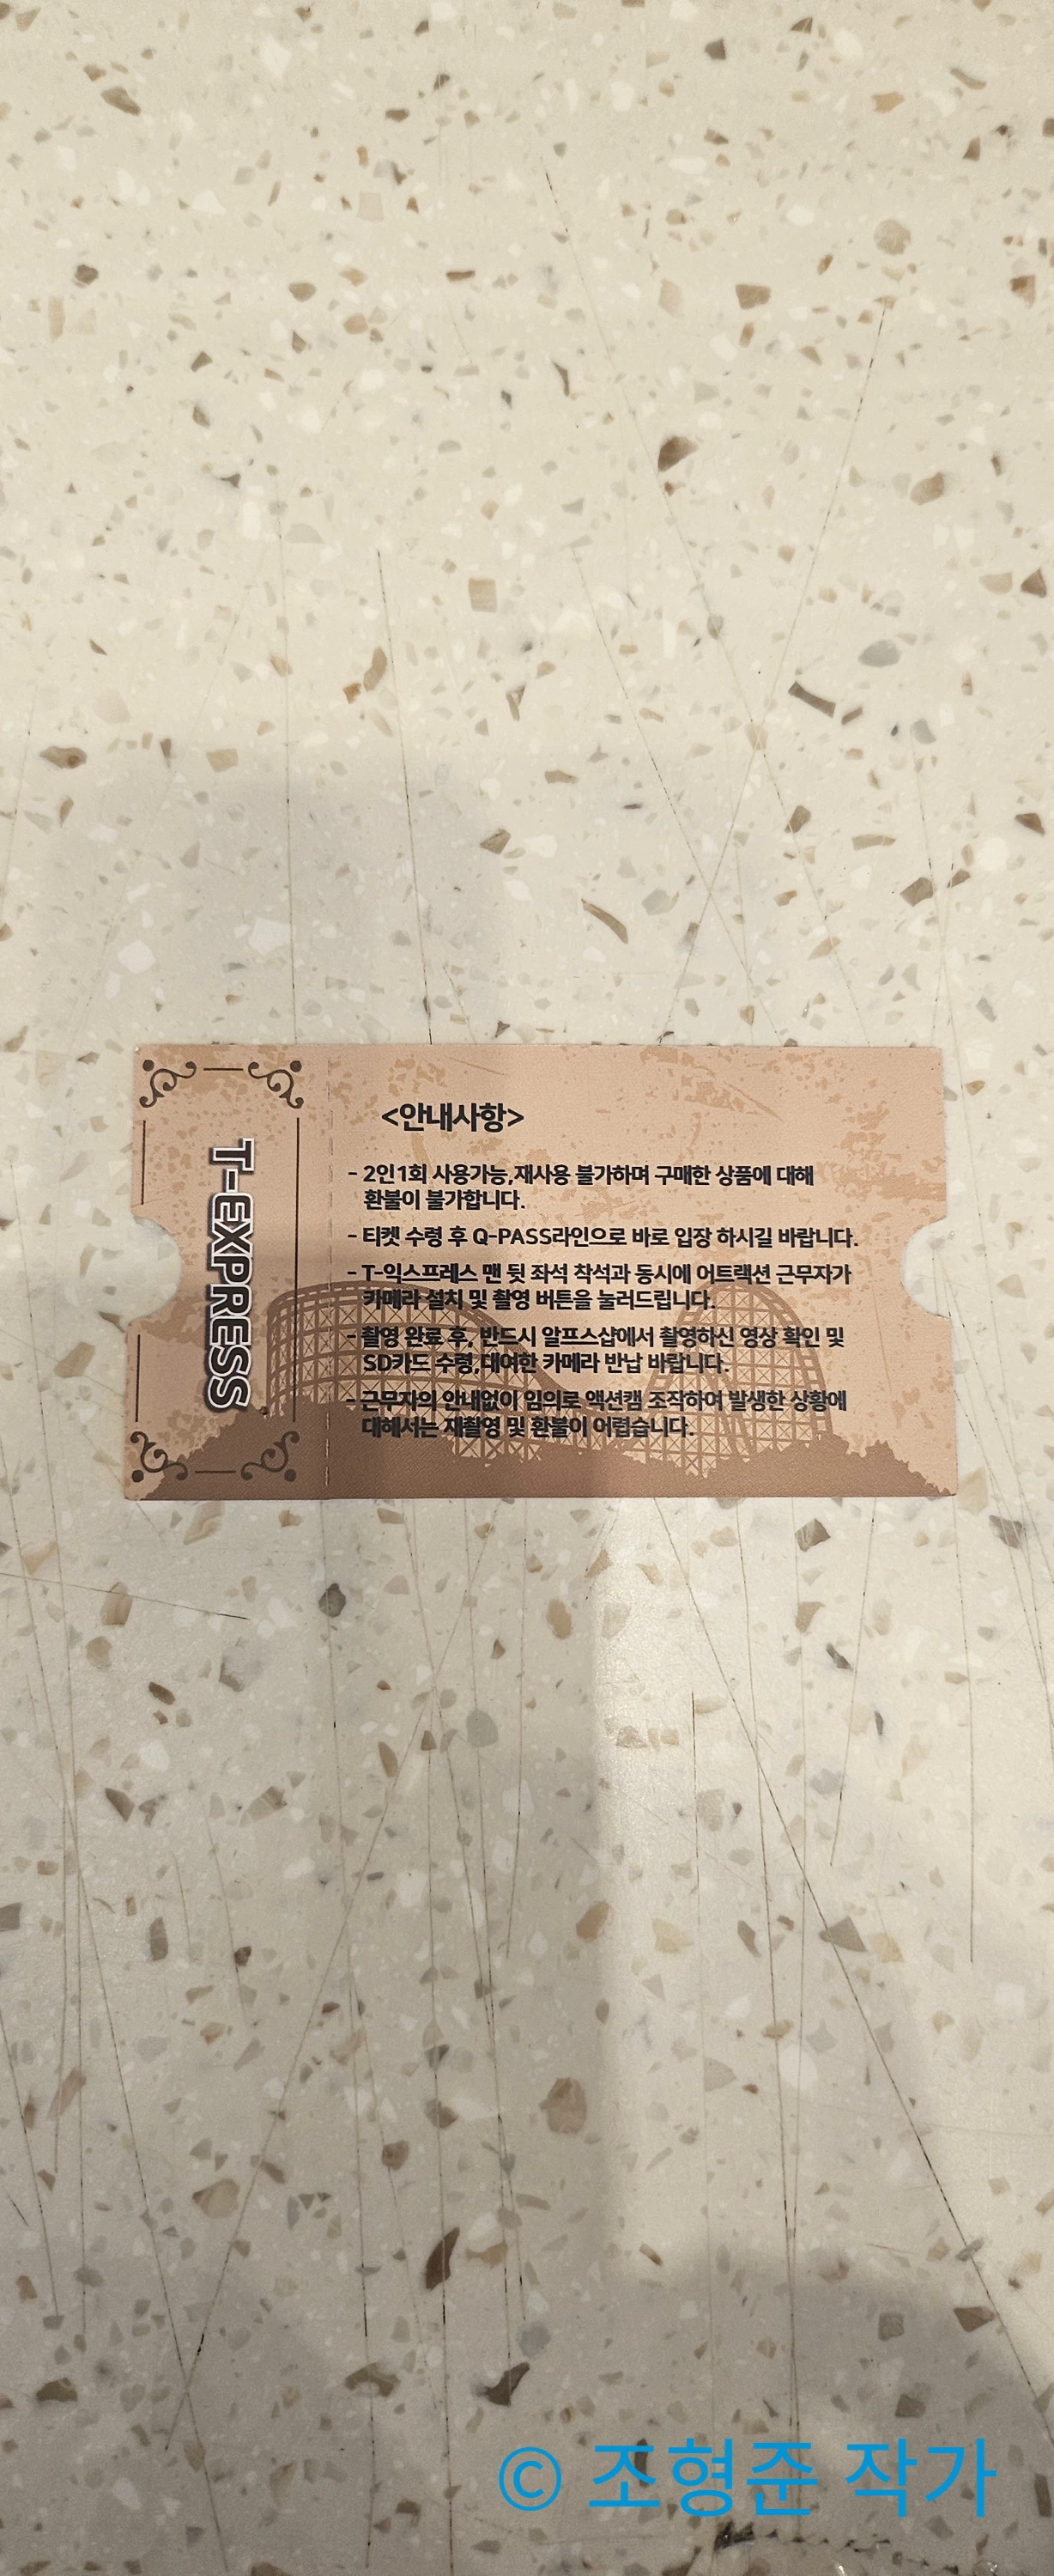 T-EXPRESS
<안내사항>
- 2인1회 사용가능,재사용 불가하며 구매한 상품에 대해
환불이 불가합니다.
- 티켓 수령 후 Q-PASS라인으로 바로 입장 하시길 바랍니다.
- T-익스프레스 맨 뒷 좌석 착석과 동시에 어트랙션 근무자가
카메라 설치 및 촬영 버튼을 눌러드립니다.
- 촬영 완료 후, 반드시 알프스샵에서 촬영하신 영상 확인 및
SD카드 수령,대여한 카메라 반납 바랍니다.
- 근무자의 안내없이 임의로 액션캠 조작하여 발생한 상황에
대해서는 재촬영 및 환불이 어렵습니다.
© 조형준 작가